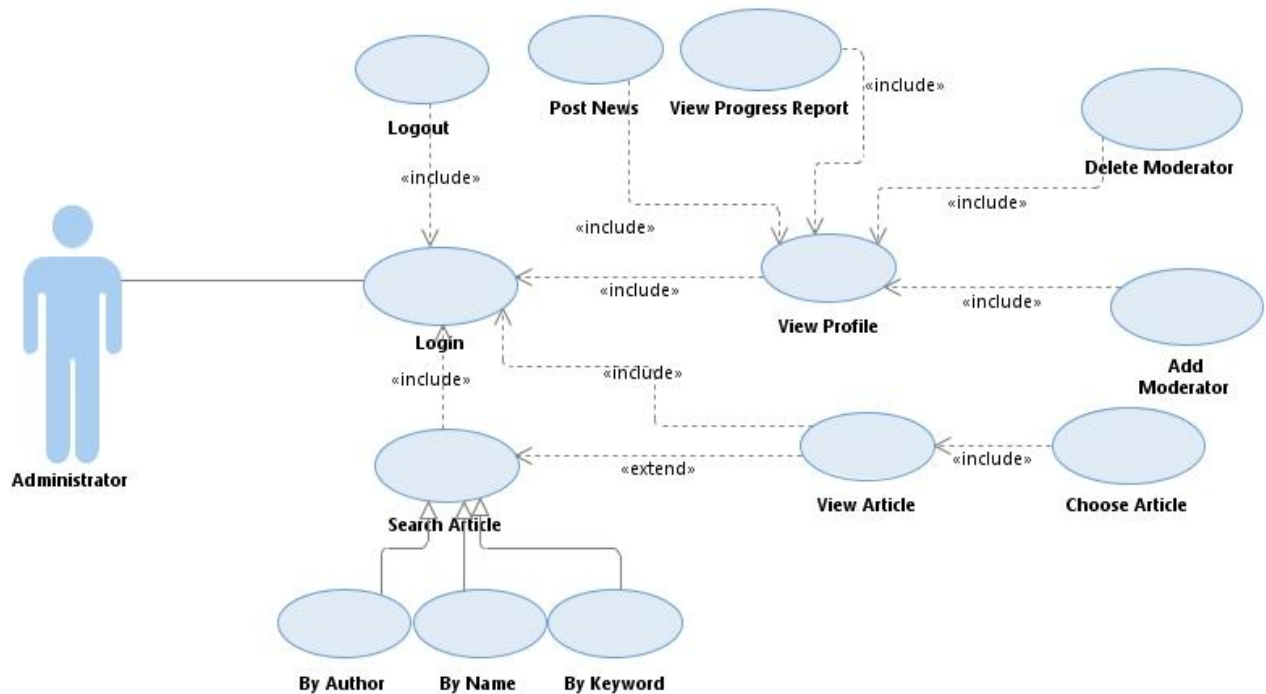 Logout
Post News
View Progress Report
«include»
Delete Moderator
«include»
«include»
«include»
«include»
«include»
View Profile
Login
«include»
«include»
Add
Moderator
Administrator
«extend»
«include»
View Article
Choose Article
Search Article
By Author
By Name
By Keyword